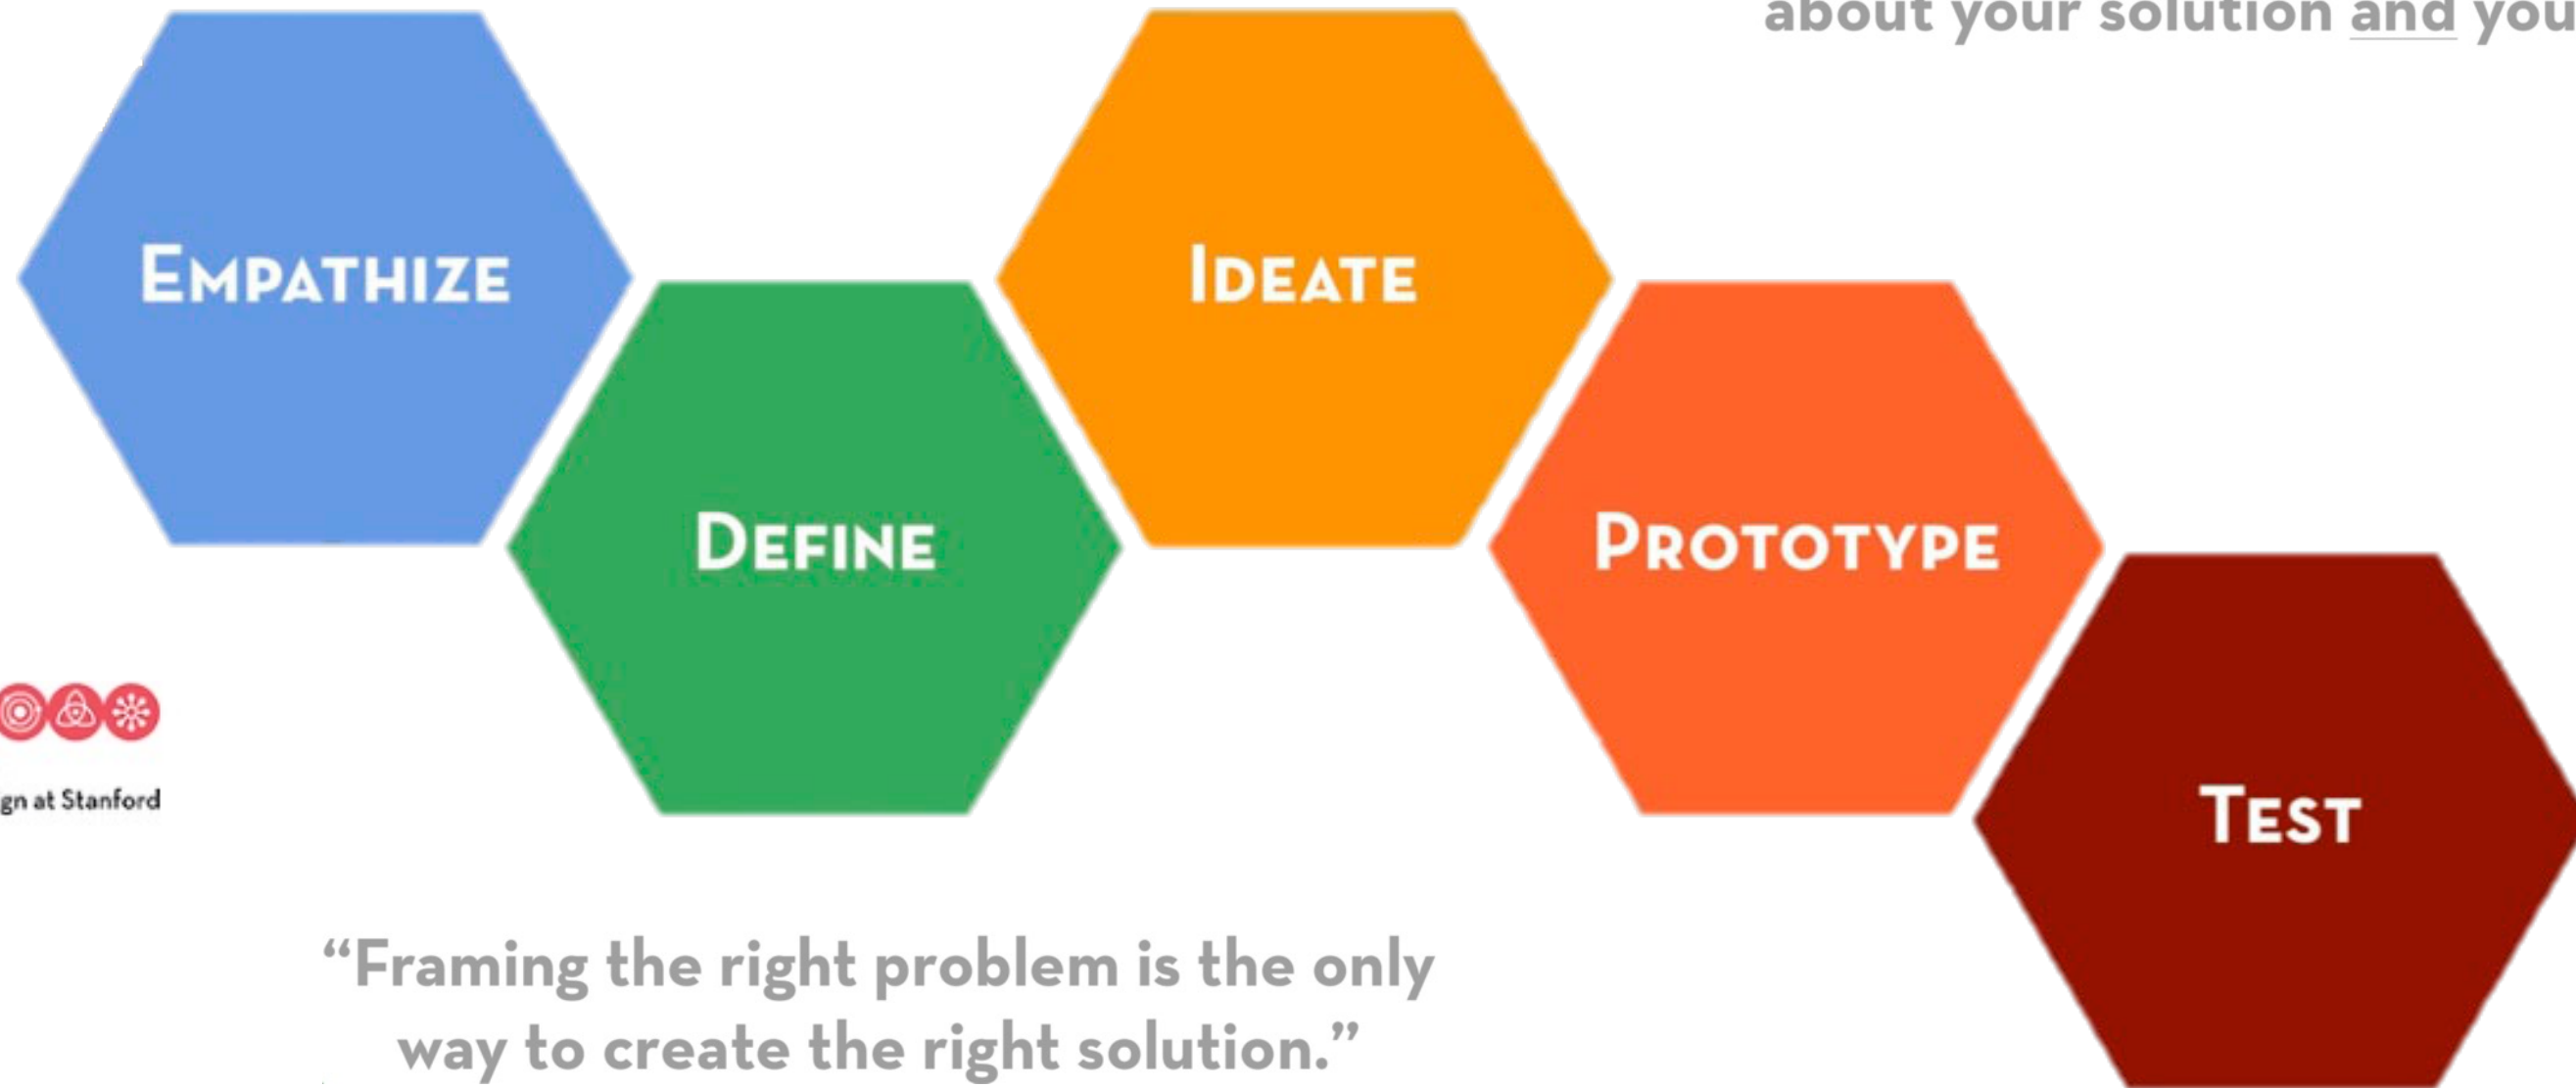 about your solution and you
EMPATHIZE
IDEATE
DEFINE
PROTOTYPE
gn at Stanford
TEST
“Framing the right problem is the only
way to create the right solution.”